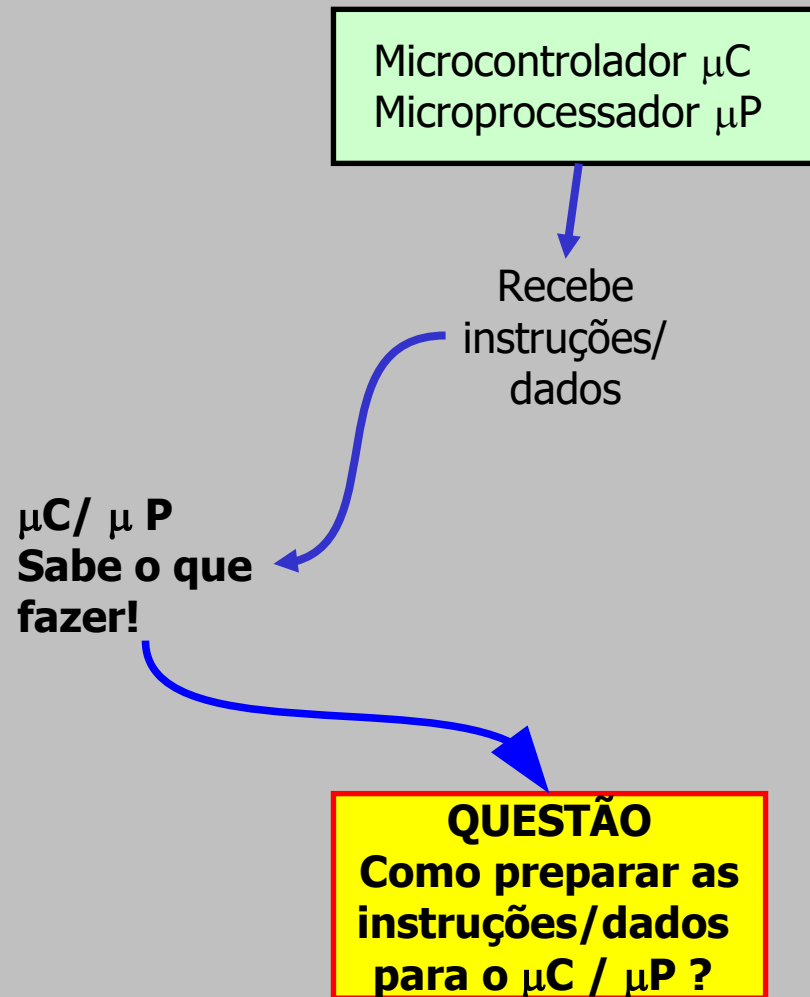 Microcontrolador μC
Microprocessador μP
Recebe
instruções/
dados
μC/ μ P
Sabe o que
fazer!
QUESTÃO
Como preparar as
instruções/dados
para o μC / μP ?